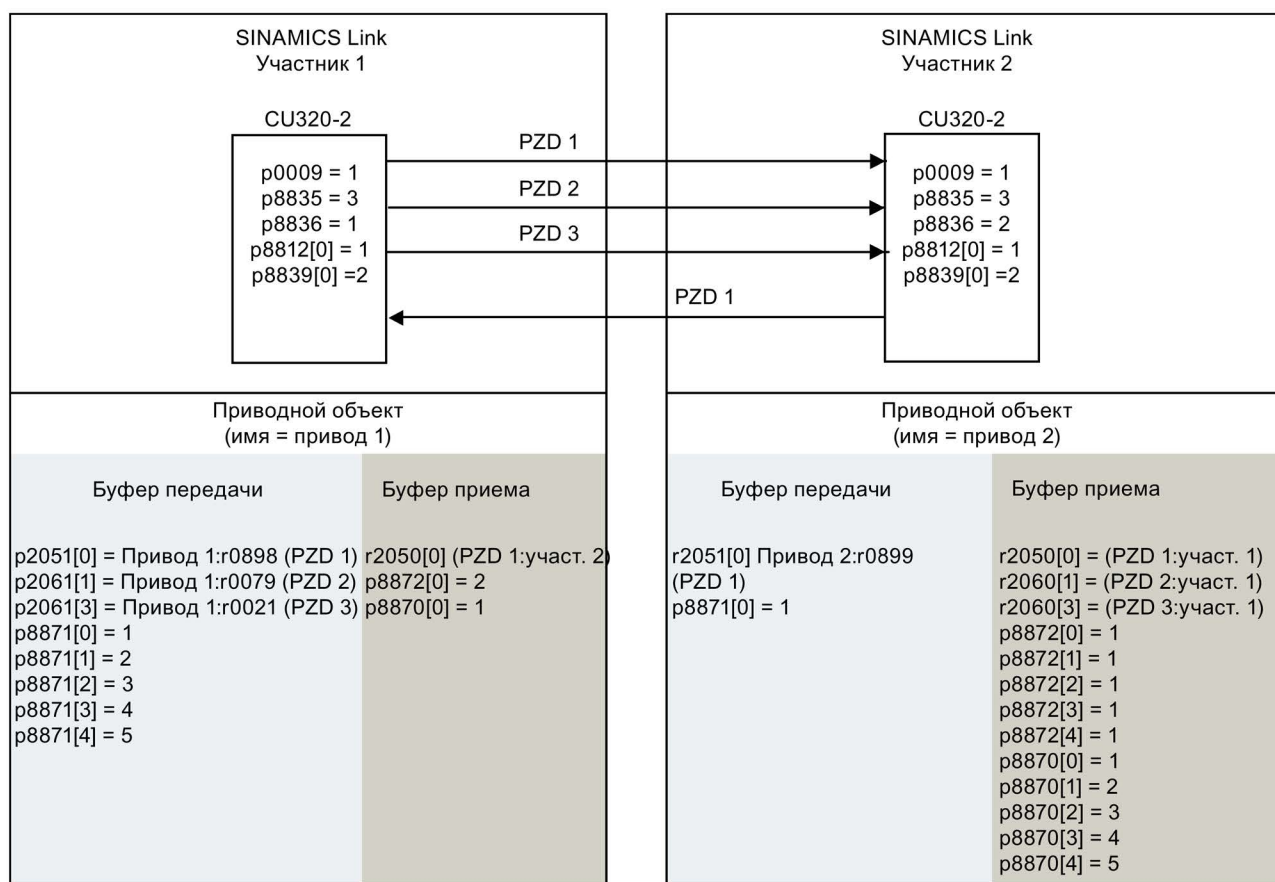 SINAMICS Link
Участник 1
CU320-2
p0009 = 1
p8835 = 3
p8836 = 1
p8812[0] = 1
p8839[0] =2
PZD 1
PZD 2
PZD 3
PZD 1
SINAMICS Link
Участник 2
CU320-2
p0009 = 1
p8835 = 3
p8836 = 2
p8812[0] = 1
p8839[0] =2
Приводной объект
(имя = привод 1)
Буфер передачи
p2051[0] = Привод 1:r0898 (PZD 1)
p2061[1] = Привод 1:r0079 (PZD 2)
p2061[3] = Привод 1:r0021 (PZD 3)
p8871[0] = 1
p8871[1] = 2
p8871[2] = 3
p8871[3] = 4
p8871[4] = 5
Буфер приема
r2050[0] (PZD 1:участ. 2)
p8872[0] = 2
p8870[0] = 1
Приводной объект
(имя = привод 2)
Буфер передачи
r2051[0] Привод 2:r0899
(PZD 1)
p8871[0] = 1
Буфер приема
r2050[0] = (PZD 1:участ. 1)
r2060[1] = (PZD 2:участ. 1)
r2060[3] = (PZD 3:участ. 1)
p8872[0] = 1
p8872[1] = 1
p8872[2] = 1
p8872[3] = 1
p8872[4] = 1
p8870[0] = 1
p8870[1] = 2
p8870[2] = 3
p8870[3] = 4
p8870[4] = 5